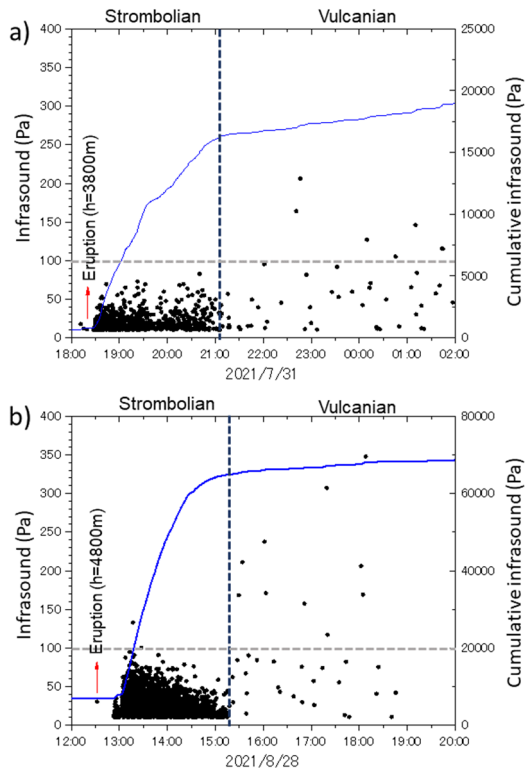 a)
Strombolian
Vulcanian
400
350
300
250
200
150
100
50
0
Infrasound (Pa)
Eruption (h=3800m)
25000
20000
15000
10000
5000
0
Cumulative infrasound (Pa)
18:00 19:00 20:00 21:00 22:00 23:00 00:00 01:00 02:00
2021/7/31
b)
Strombolian
Vulcanian
400
350
300
250
200
150
100
50
0
Infrasound (Pa)
Eruption (h=4800m)
80000
60000
40000
20000
0
Cumulative infrasound (Pa)
12:00 13:00 14:00 15:00 16:00 17:00 18:00 19:00 20:00
2021/8/28